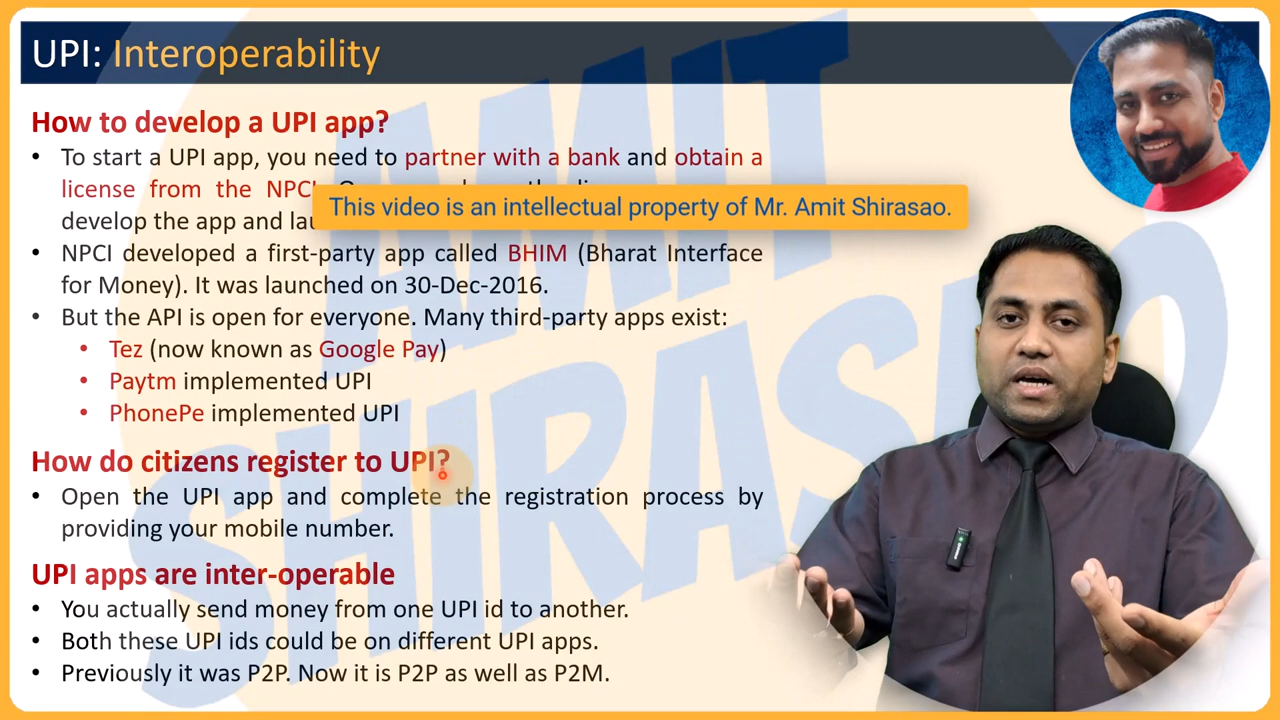 UPI: Interoperability
How to develop a UPI app?
• To start a UPI app, you need to partner with a bank and obtain a
license from the NPCI
This video is an intellectual property of Mr. Amit Shirasao.
develop the app and
• NPCI developed a first-party app called BHIM (Bharat Interface
for Money). It was launched on 30-Dec-2016.
• But the API is open for everyone. Many third-party apps exist:
• Tez (now known as Google Pay)
• Paytm implemented UPI
• PhonePe implemented UPI
How do citizens register to UPI?
• Open the UPI app and complete the registration process by
providing your mobile number.
UPI apps are inter-operable
• You actually send money from one UPI id to another.
• Both these UPI ids could be on different UPI apps.
• Previously it was P2P. Now it is P2P as well as P2M.
AMIT
SHIRASAO